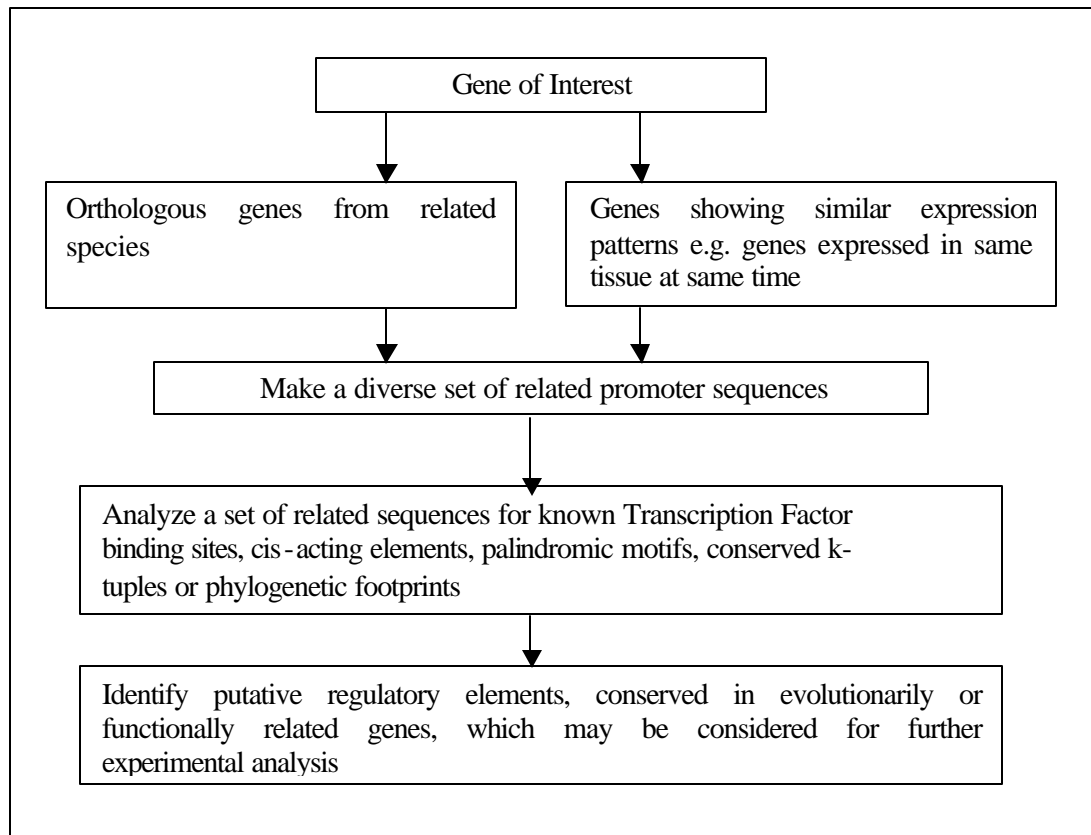 Gene of Interest
Orthologous genes from related
species
Genes showing similar expression
patterns e.g. genes expressed in same
tissue at same time
Make a diverse set of related promoter sequences
Analyze a set of related sequences for known Transcription Factor
binding sites, cis-acting elements, palindromic motifs, conserved k-
tuples or phylogenetic footprints
Identify putative regulatory elements, conserved in evolutionarily or
functionally related genes, which may be considered for further
experimental analysis